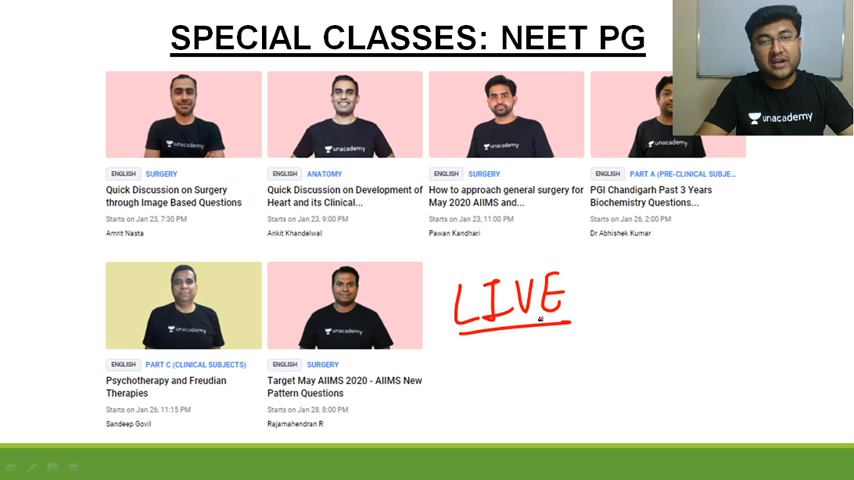 SPECIAL CLASSES: NEET PG
unacademy
unacademy
unacademy
unacademy
unacademy
ENGLISH SURGERY
Quick Discussion on Surgery
through Image Based Questions
Starts on Jan 23, 7:30 PM
Amrit Nasta
ENGLISH ANATOMY
Quick Discussion on Development of
Heart and its Clinical...
Starts on Jan 23, 9:00 PM
Ankit Khandelwal
ENGLISH SURGERY
How to approach general surgery for
May 2020 AIIMS and...
Starts on Jan 23, 11:00 PM
Pawan Kandhari
ENGLISH PART A (PRE-CLINICAL SUBJE...
PGI Chandigarh Past 3 Years
Biochemistry Questions...
Starts on Jan 26, 2:00 PM
Dr Abhishek Kumar
unacademy
unacademy
LIVE
ENGLISH PART C (CLINICAL SUBJECTS)
Psychotherapy and Freudian
Therapies
Starts on Jan 26, 11:15 PM
Sandeep Govil
ENGLISH SURGERY
Target May AIIMS 2020 - AIIMS New
Pattern Questions
Starts on Jan 28, 8:00 PM
Rajamahendran R